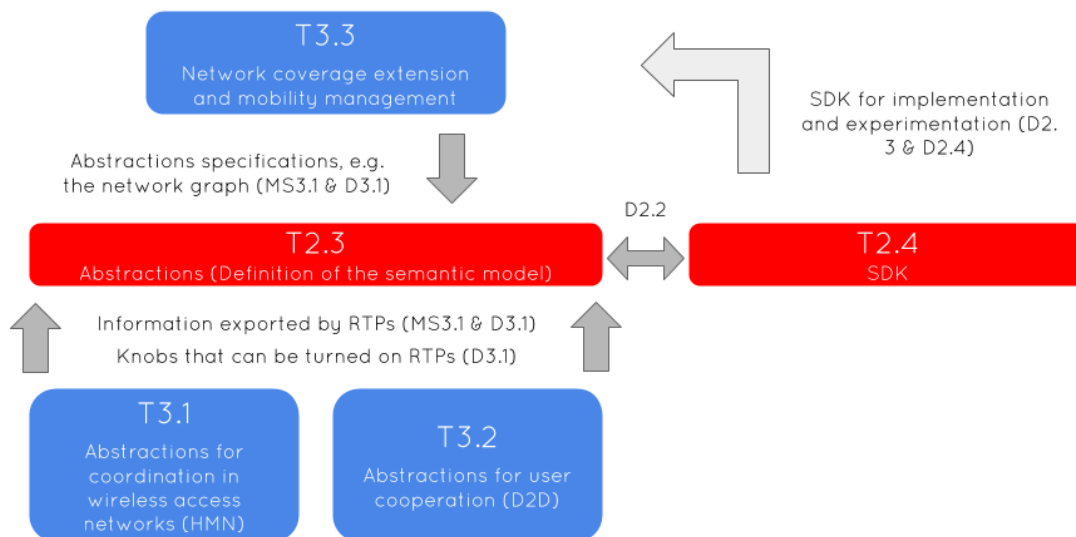 T3.3
Network coverage extension
and mobility management
SDK for implementation
and experimentation (D2.
3 & D2.4)
Abstractions specifications, e.g.
the network graph (MS3.1 & D3.1)
D2.2
T2.3
Abstractions (Definition of the semantic model)
T2.4
SDK
Information exported by RTPs (MS3.1 & D3.1)
Knobs that can be turned on RTPs (D3.1)
T3.1
Abstractions for
coordination in
wireless access
networks (HMN)
T3.2
Abstractions for user
cooperation (D2D)